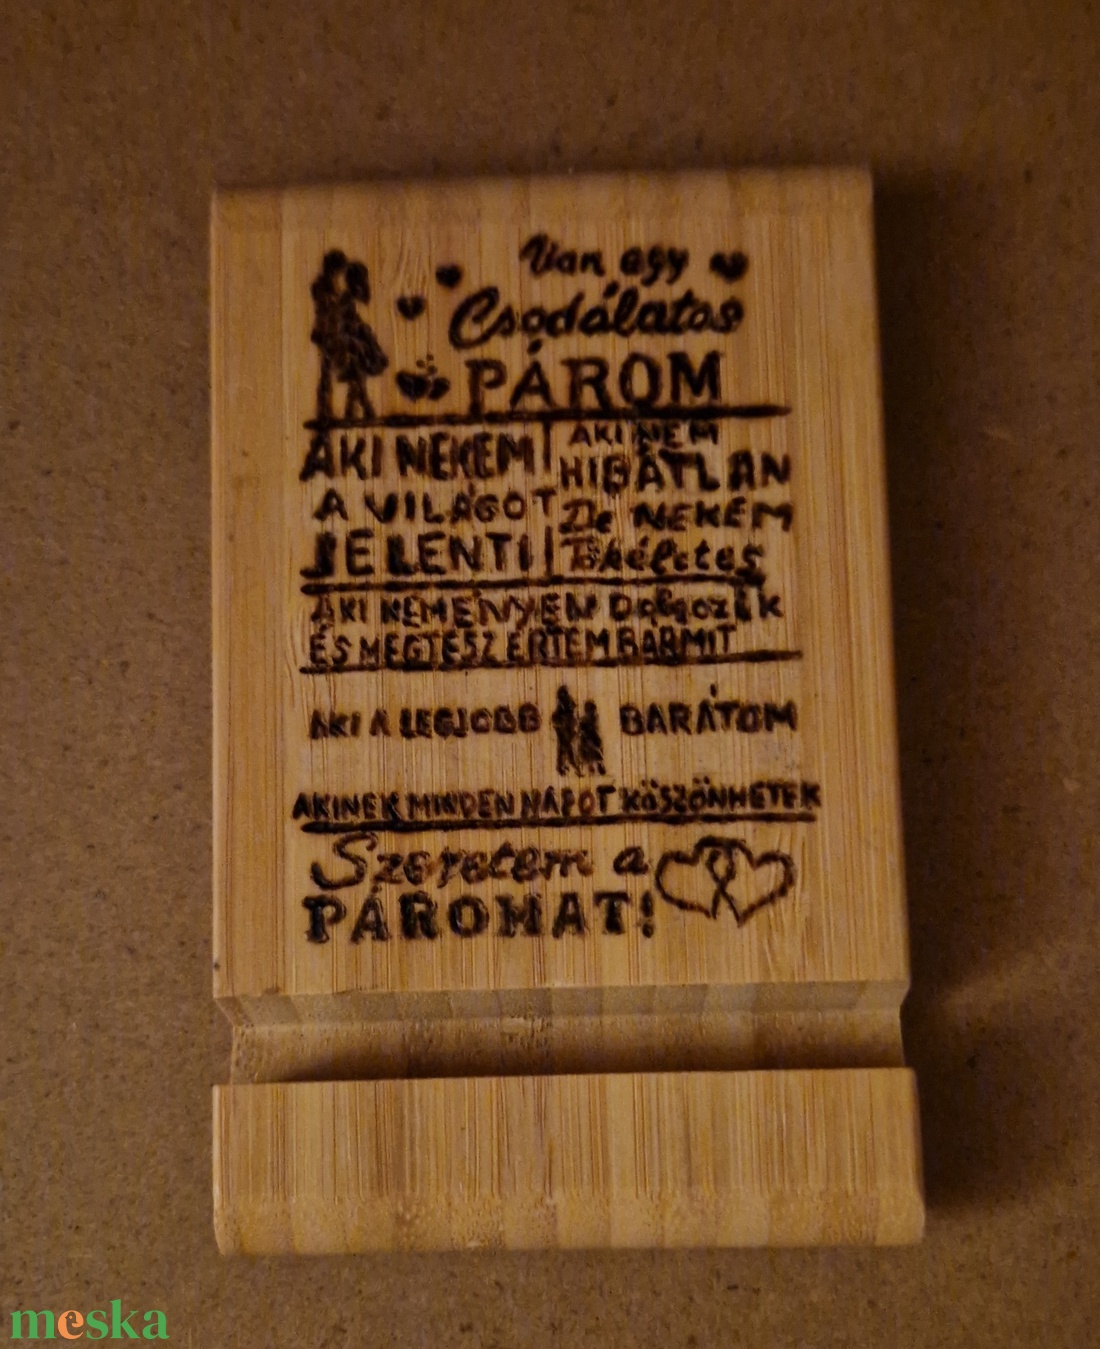 Van egy
Csodálatos
PÁROM
AKI NEKEM
A VILÁGOT
JELENTI
AKI NEM
HIBÁTLAN
De NEKEM
Tökéletes
AKI KEMÉNYEN DolgozIk
ÉS MEGTESZ ÉRTEM BÁRMIT
AKI A LEGJOBB BARÁTOM
AKINEK MINDEN NAPOT KÖSZÖNHETEK
Szeretem a
PÁROMAT!
meska